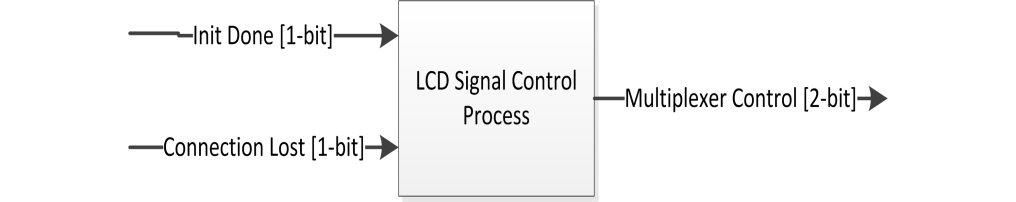 Init Done [1-bit]
LCD Signal Control
Process
Multiplexer Control [2-bit]
Connection Lost [1-bit]